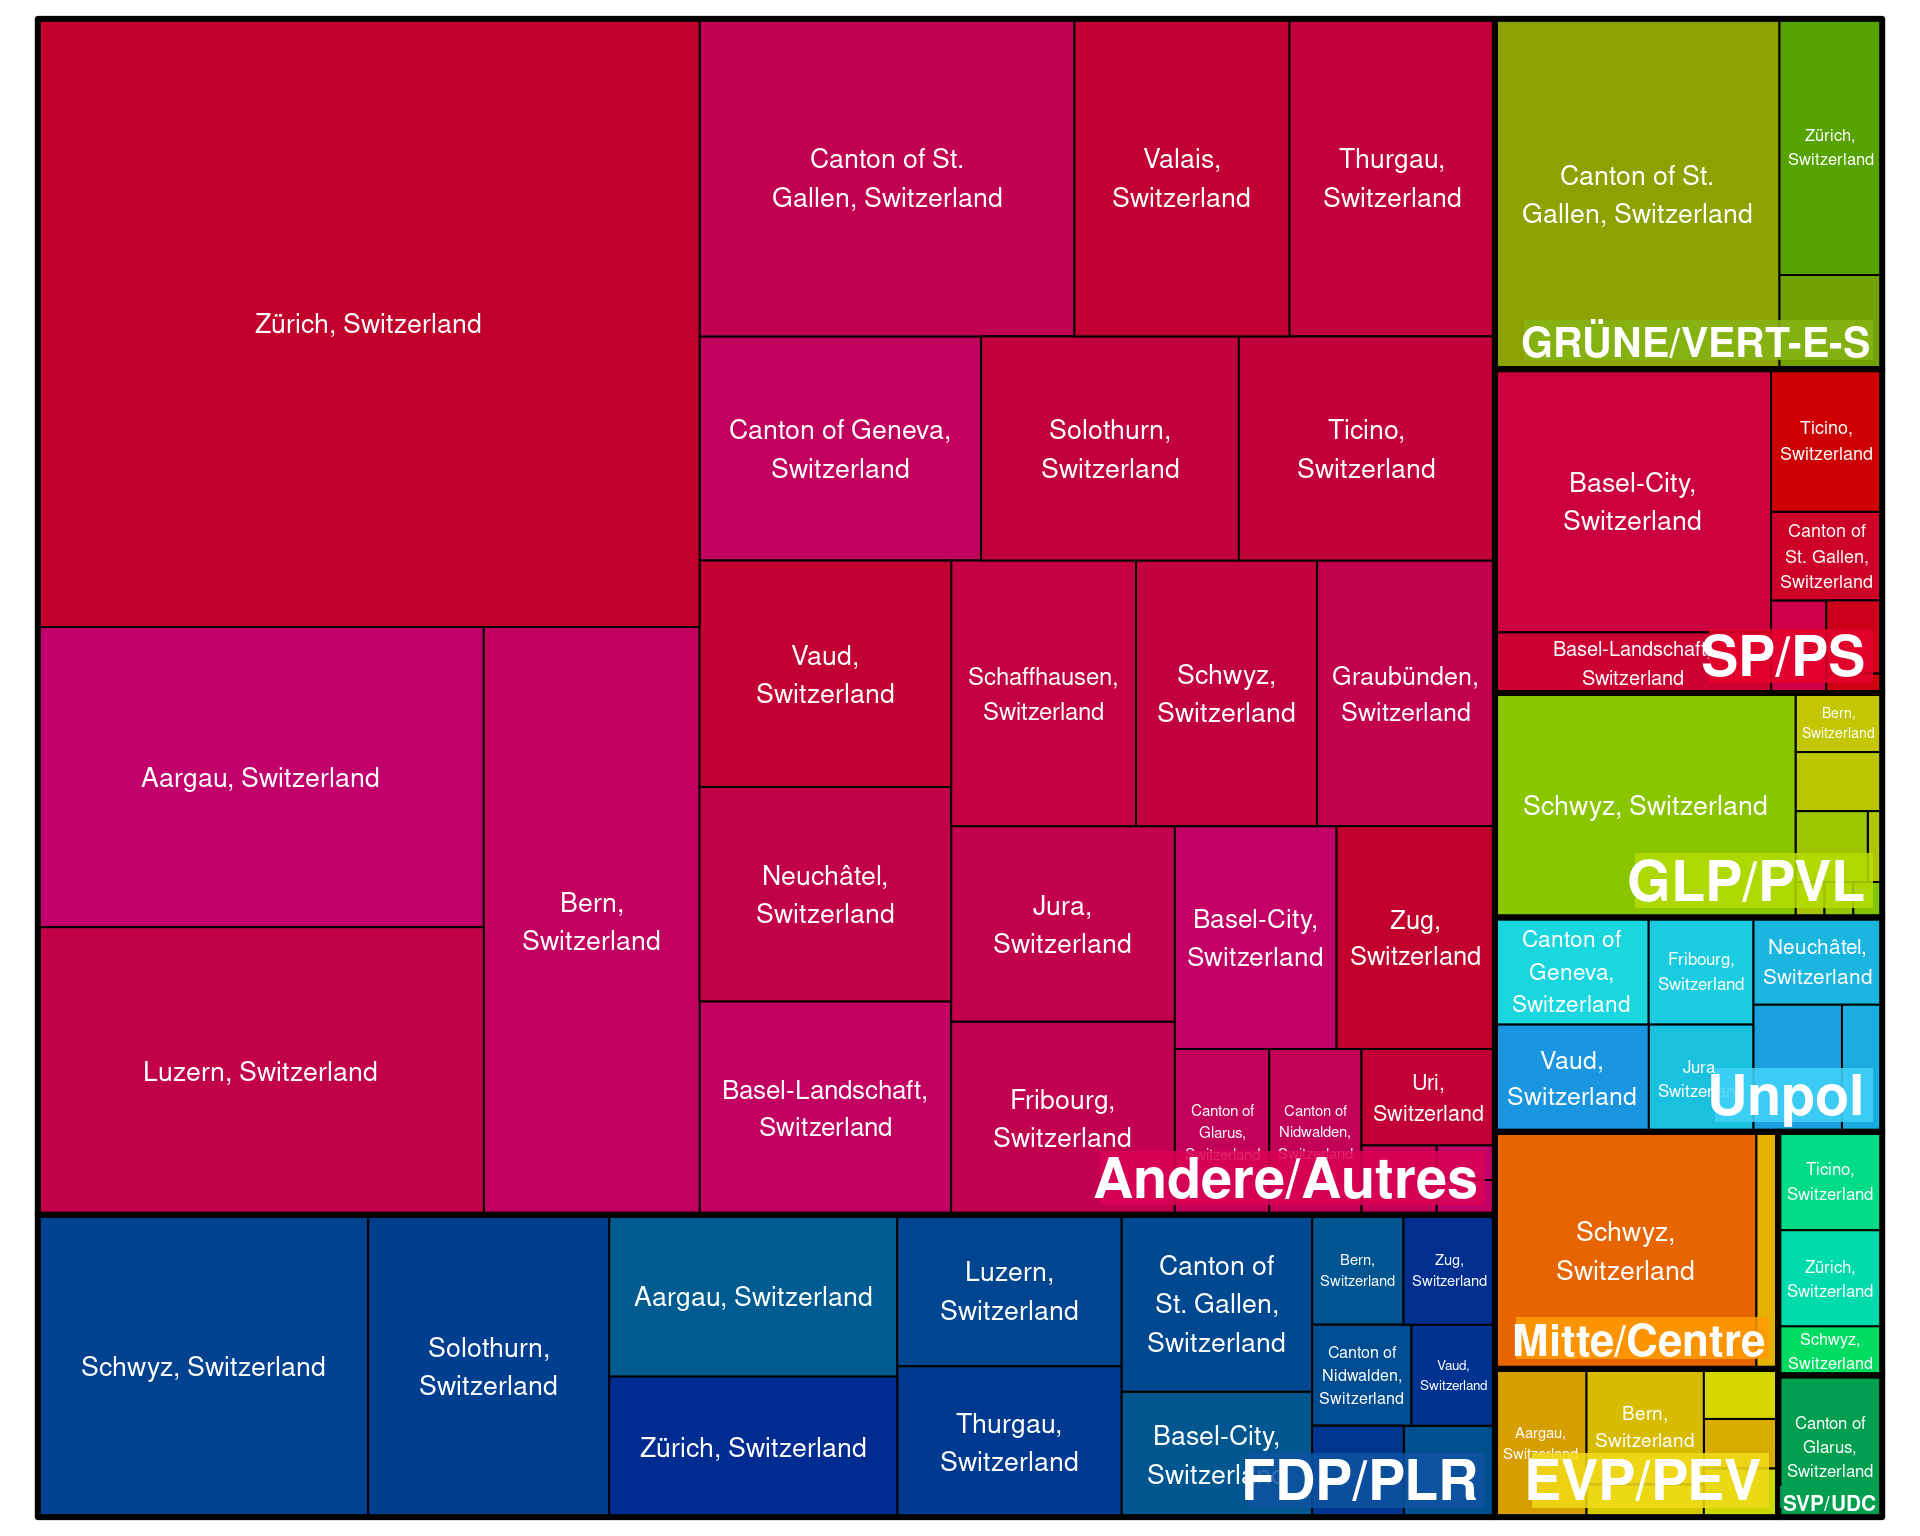 Zürich, Switzerland
Aargau, Switzerland
Luzern, Switzerland
Bern,
Switzerland
Canton of St.
Gallen, Switzerland
Valais,
Switzerland
Thurgau,
Switzerland
Canton of Geneva,
Switzerland
Solothurn,
Switzerland
Ticino,
Switzerland
Vaud,
Switzerland
Schaffhausen,
Switzerland
Schwyz,
Switzerland
Graubünden,
Switzerland
Neuchâtel,
Switzerland
Jura,
Switzerland
Basel-City,
Switzerland
Zug,
Switzerland
Basel-Landschaft,
Switzerland
Fribourg,
Switzerland
Canton of
Glarus,
Switzerland
Canton of
Nidwalden,
Switzerland
Uri,
Switzerland
Andere/Autres
Schwyz, Switzerland
Solothurn,
Switzerland
Aargau, Switzerland
Zürich, Switzerland
Luzern,
Switzerland
Thurgau,
Switzerland
Canton of
St. Gallen,
Switzerland
Basel-City,
Switzerland
Bern,
Switzerland
Zug,
Switzerland
Canton of
Nidwalden,
Switzerland
Vaud,
Switzerland
FDP/PLR
Canton of St.
Gallen, Switzerland
Zürich,
Switzerland
GRÜNE/VERT-E-S
Basel-City,
Switzerland
Ticino,
Switzerland
Canton of
St. Gallen,
Switzerland
Basel-Landschaft,
Switzerland
SP/PS
Schwyz, Switzerland
Bern,
Switzerland
GLP/PVL
Canton of
Geneva,
Switzerland
Fribourg,
Switzerland
Neuchâtel,
Switzerland
Vaud,
Switzerland
Jura,
Switzerland
Unpol
Schwyz,
Switzerland
Mitte/Centre
Ticino,
Switzerland
Zürich,
Switzerland
Schwyz,
Switzerland
Aargau,
Switzerland
Bern,
Switzerland
EVP/PEV
Canton of
Glarus,
Switzerland
SVP/UDC